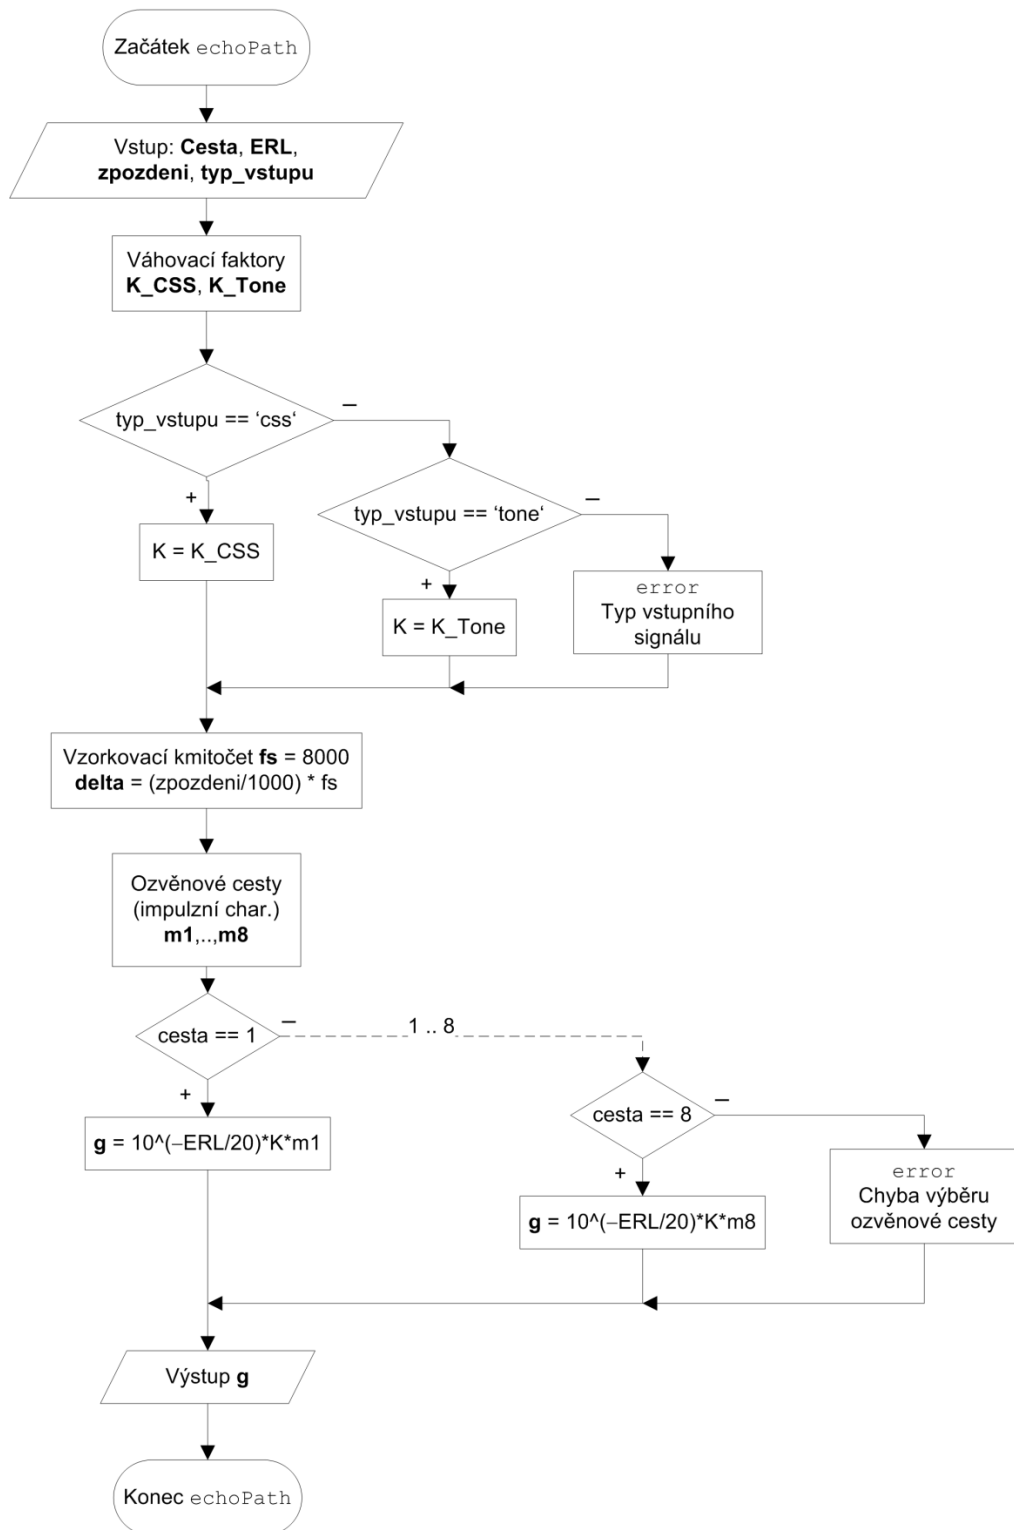 Začátek echoPath
Vstup: Cesta, ERL,
zpozdeni, typ_vstupu
Váhovací faktory
K_CSS, K_Tone
typ_vstupu == ‘css‘
–
+
typ_vstupu == ‘tone‘
–
K = K_CSS
+
K = K_Tone
error
Typ vstupního
signálu
Vzorkovací kmitočet fs = 8000
delta = (zpozdeni/1000) * fs
Ozvěnové cesty
(impulzní char.)
m1,..,m8
cesta == 1
–
1 .. 8
+
cesta == 8
–
g = 10^(–ERL/20)*K*m1
+
g = 10^(–ERL/20)*K*m8
error
Chyba výběru
ozvěnové cesty
Výstup g
Konec echoPath